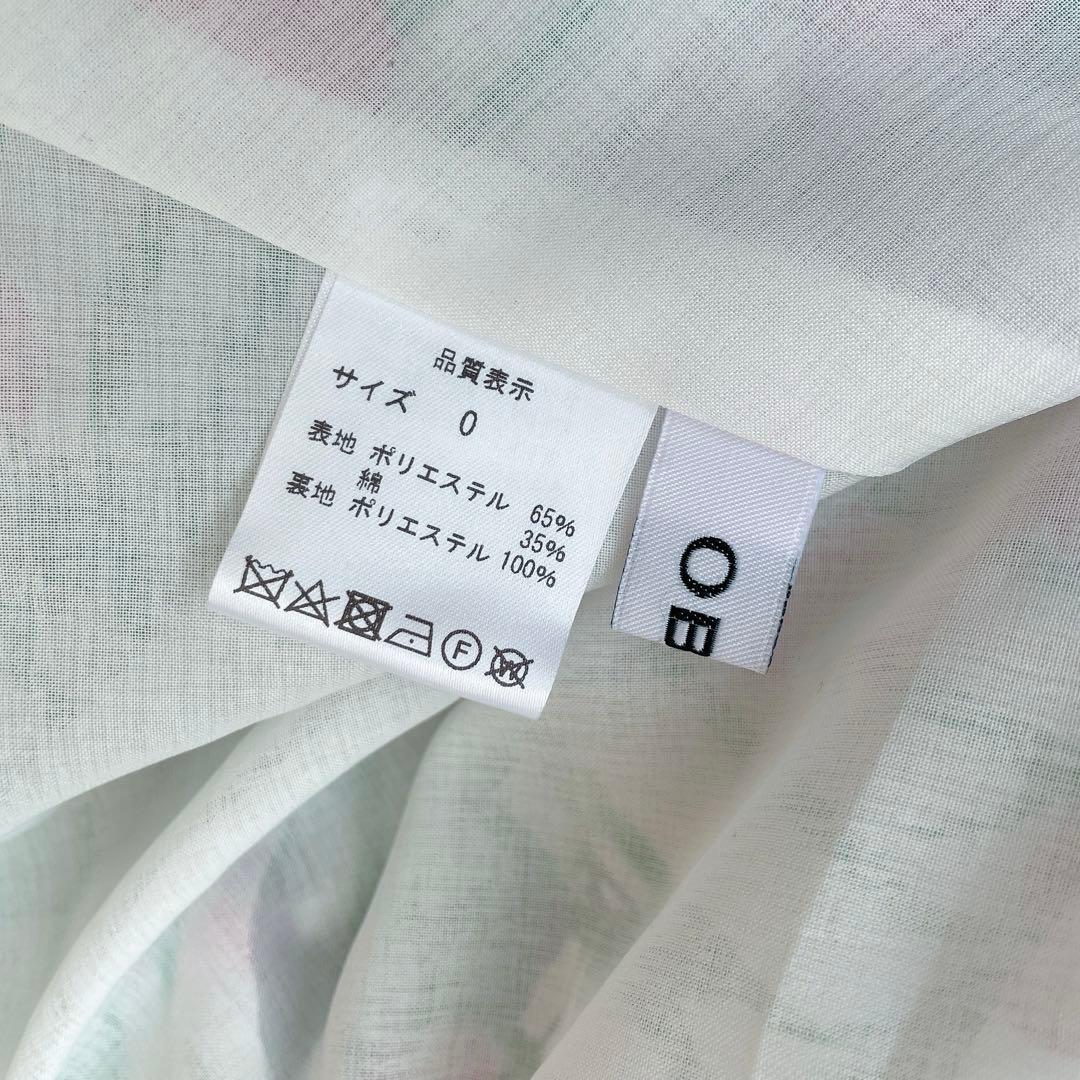 品質表示
サイズ 0
表地 ポリエステル 65%
綿 35%
裏地 ポリエステル 100%
F
W
OB